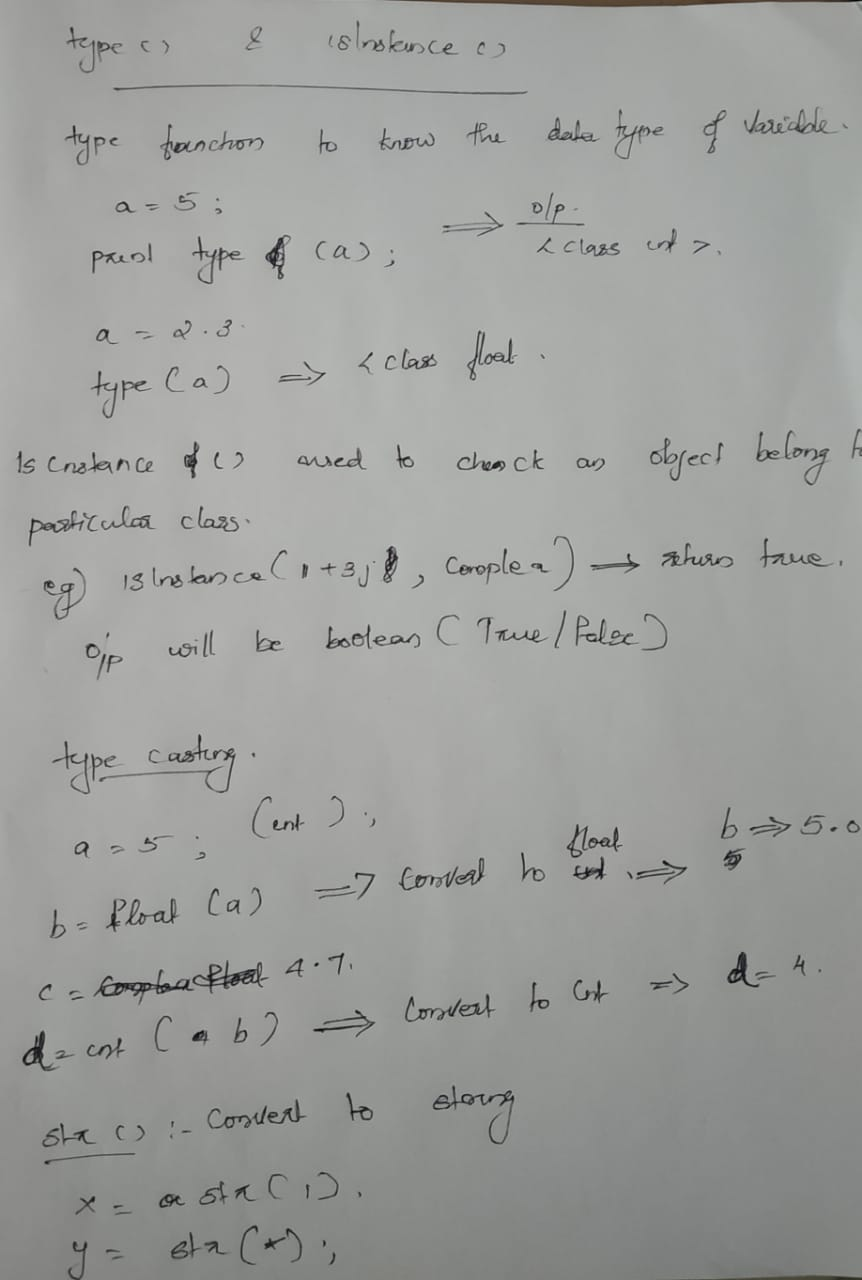 type () & isInstance ()
type function to know the data type of variable.
a = 5 ;
print type (a) ; ⟹ o/p.
< class int >.
a = 2.3.
type (a) ⟹ < class float.
Is instance () used to check an object belong to
particular class.
eg) isInstance (1+3j, Complex) → return true.
o/p will be boolean (True / False)
type casting.
a = 5 ; (int) ;
b = float (a) ⟹ Convert to float. ⟹ b ⟹ 5.0
c = 4.7.
d = int (b) ⟹ Convert to int ⟹ d = 4.
str () :- Convert to string
x = str (1).
y = str (*) ;